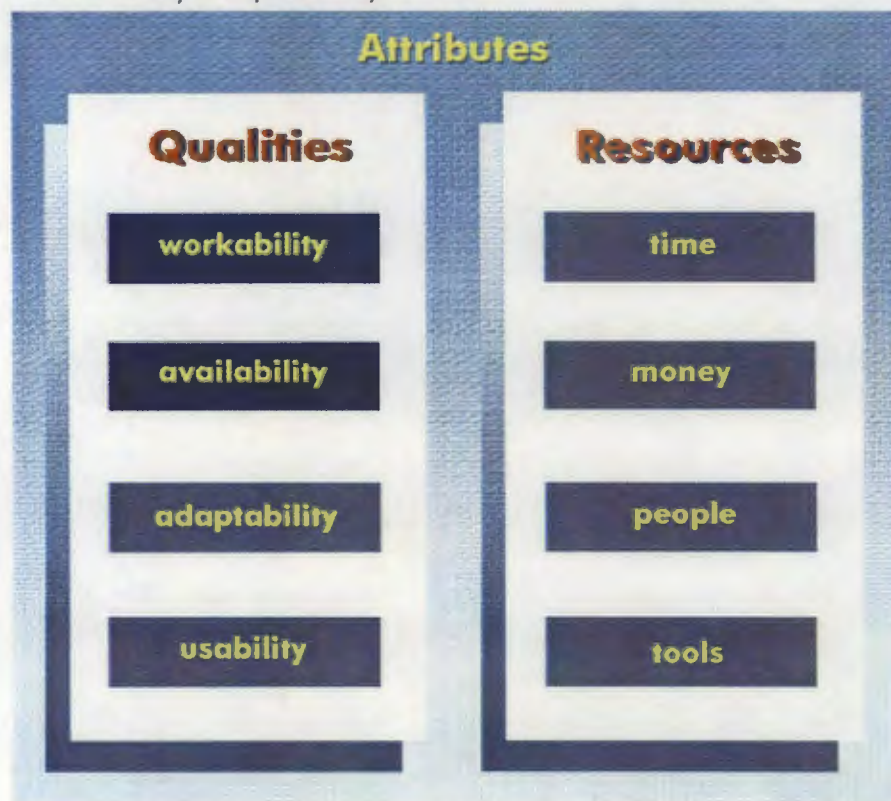 Attributes
Qualities
workability
availability
adaptability
usability
Resources
time
money
people
tools